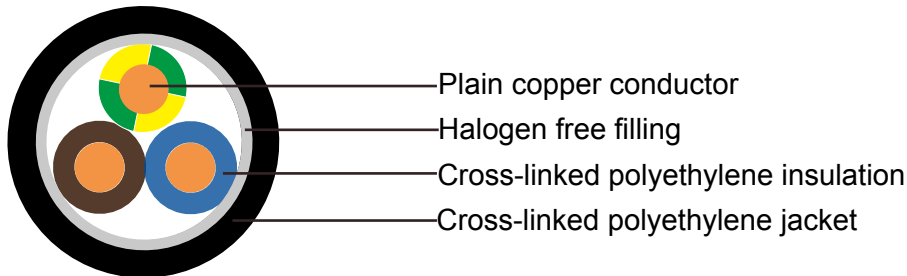 Plain copper conductor
Halogen free filling
Cross-linked polyethylene insulation
Cross-linked polyethylene jacket